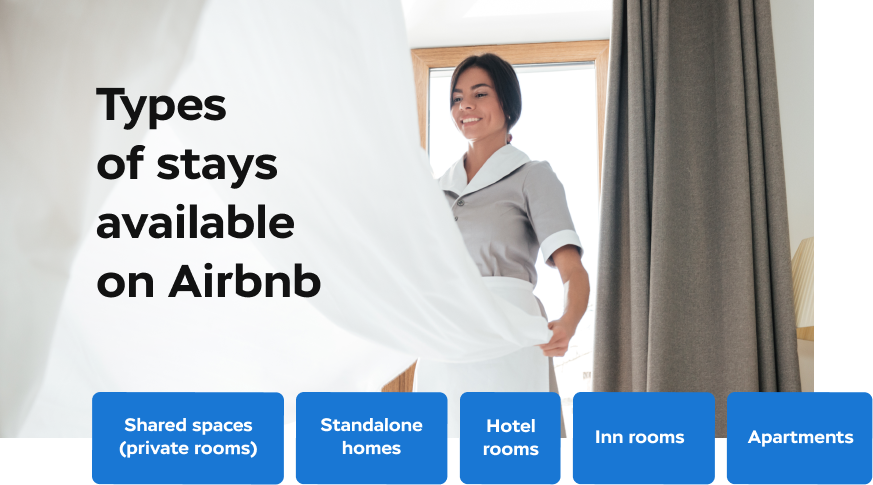 Types
of stays
available
on Airbnb
Shared spaces
(private rooms)
Standalone
homes
Hotel
rooms
Inn rooms
Apartments